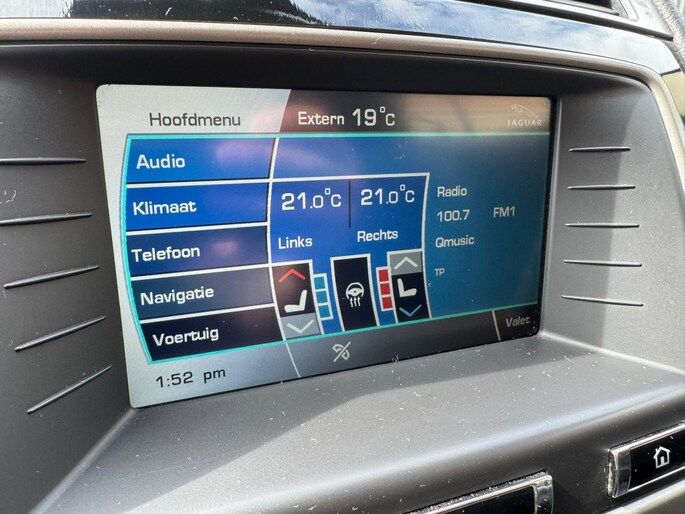 Hoofdmenu
Extern 19°C
JAGUAR
Audio
Klimaat
Telefoon
Navigatie
Voertuig
21.0°C 21.0°C
Links Rechts
Radio
100.7 FM1
Qmusic
TP
Valet
1:52 pm